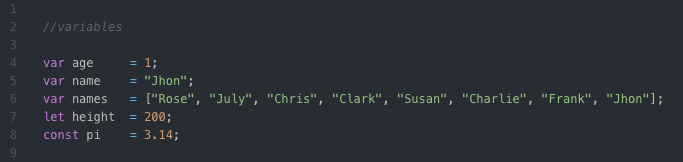 1
2 //variables
3
4 var age     = 1;
5 var name    = "Jhon";
6 var names   = ["Rose", "July", "Chris", "Clark", "Susan", "Charlie", "Frank", "Jhon"];
7 let height  = 200;
8 const pi    = 3.14;
9